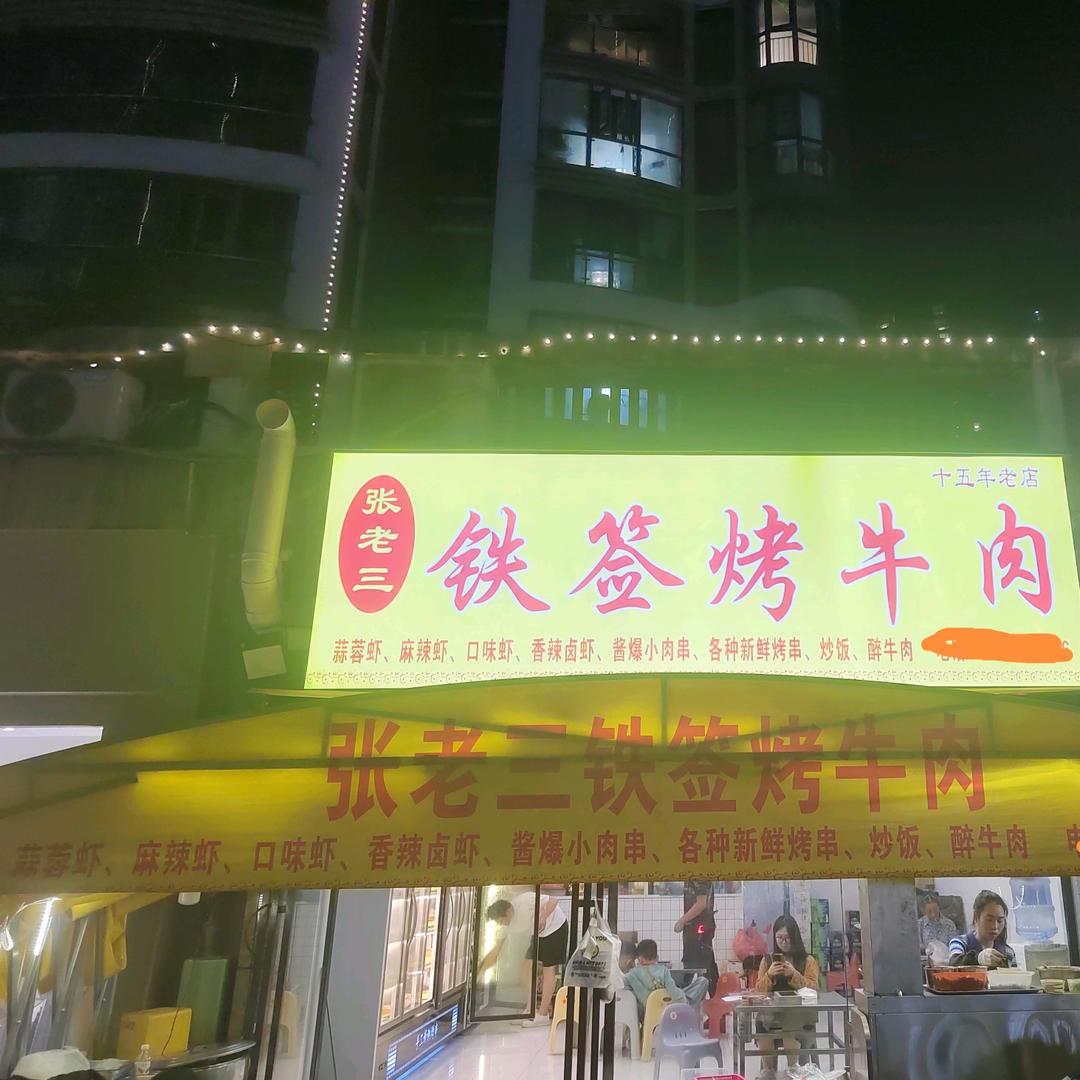 十五年老店
张老三
铁签烤牛肉
蒜蓉虾、麻辣虾、口味虾、香辣卤虾、酱爆小肉串、各种新鲜烤串、炒饭、醉牛肉
张老三铁签烤牛肉
蒜蓉虾、麻辣虾、口味虾、香辣卤虾、酱爆小肉串、各种新鲜烤串、炒饭、醉牛肉